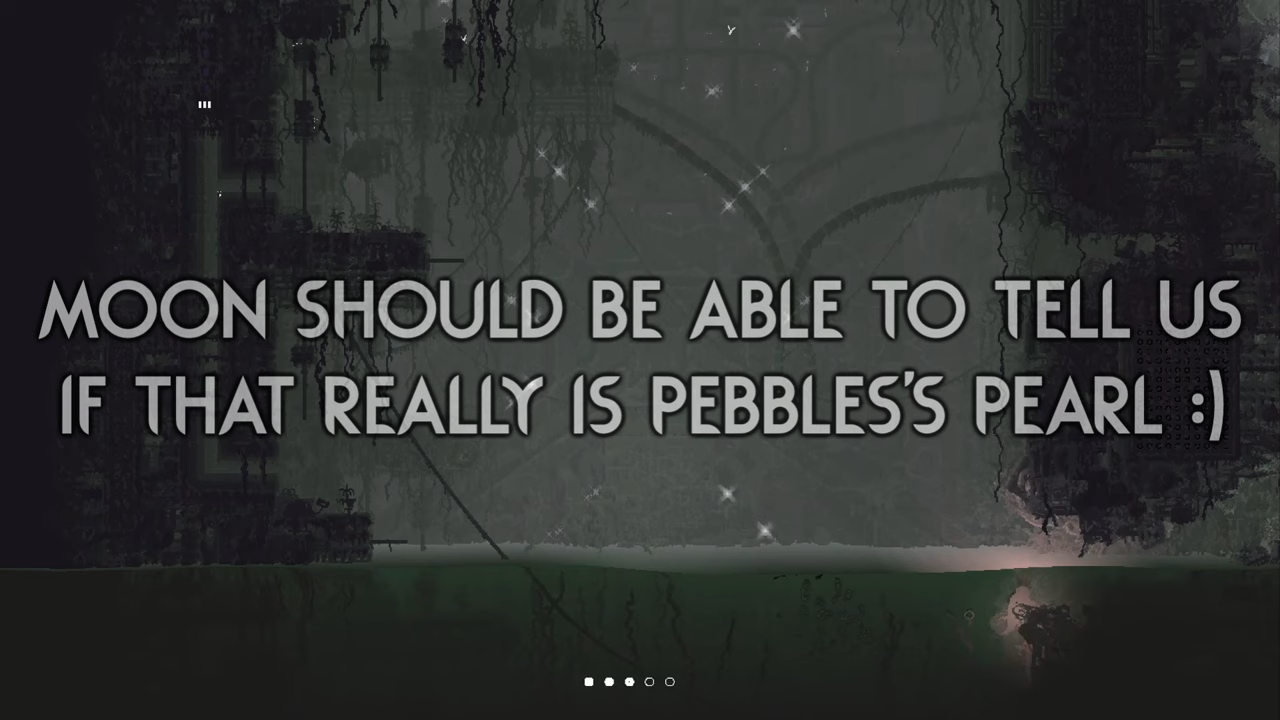 MOON SHOULD BE ABLE TO TELL US
IF THAT REALLY IS PEBBLES'S PEARL :)